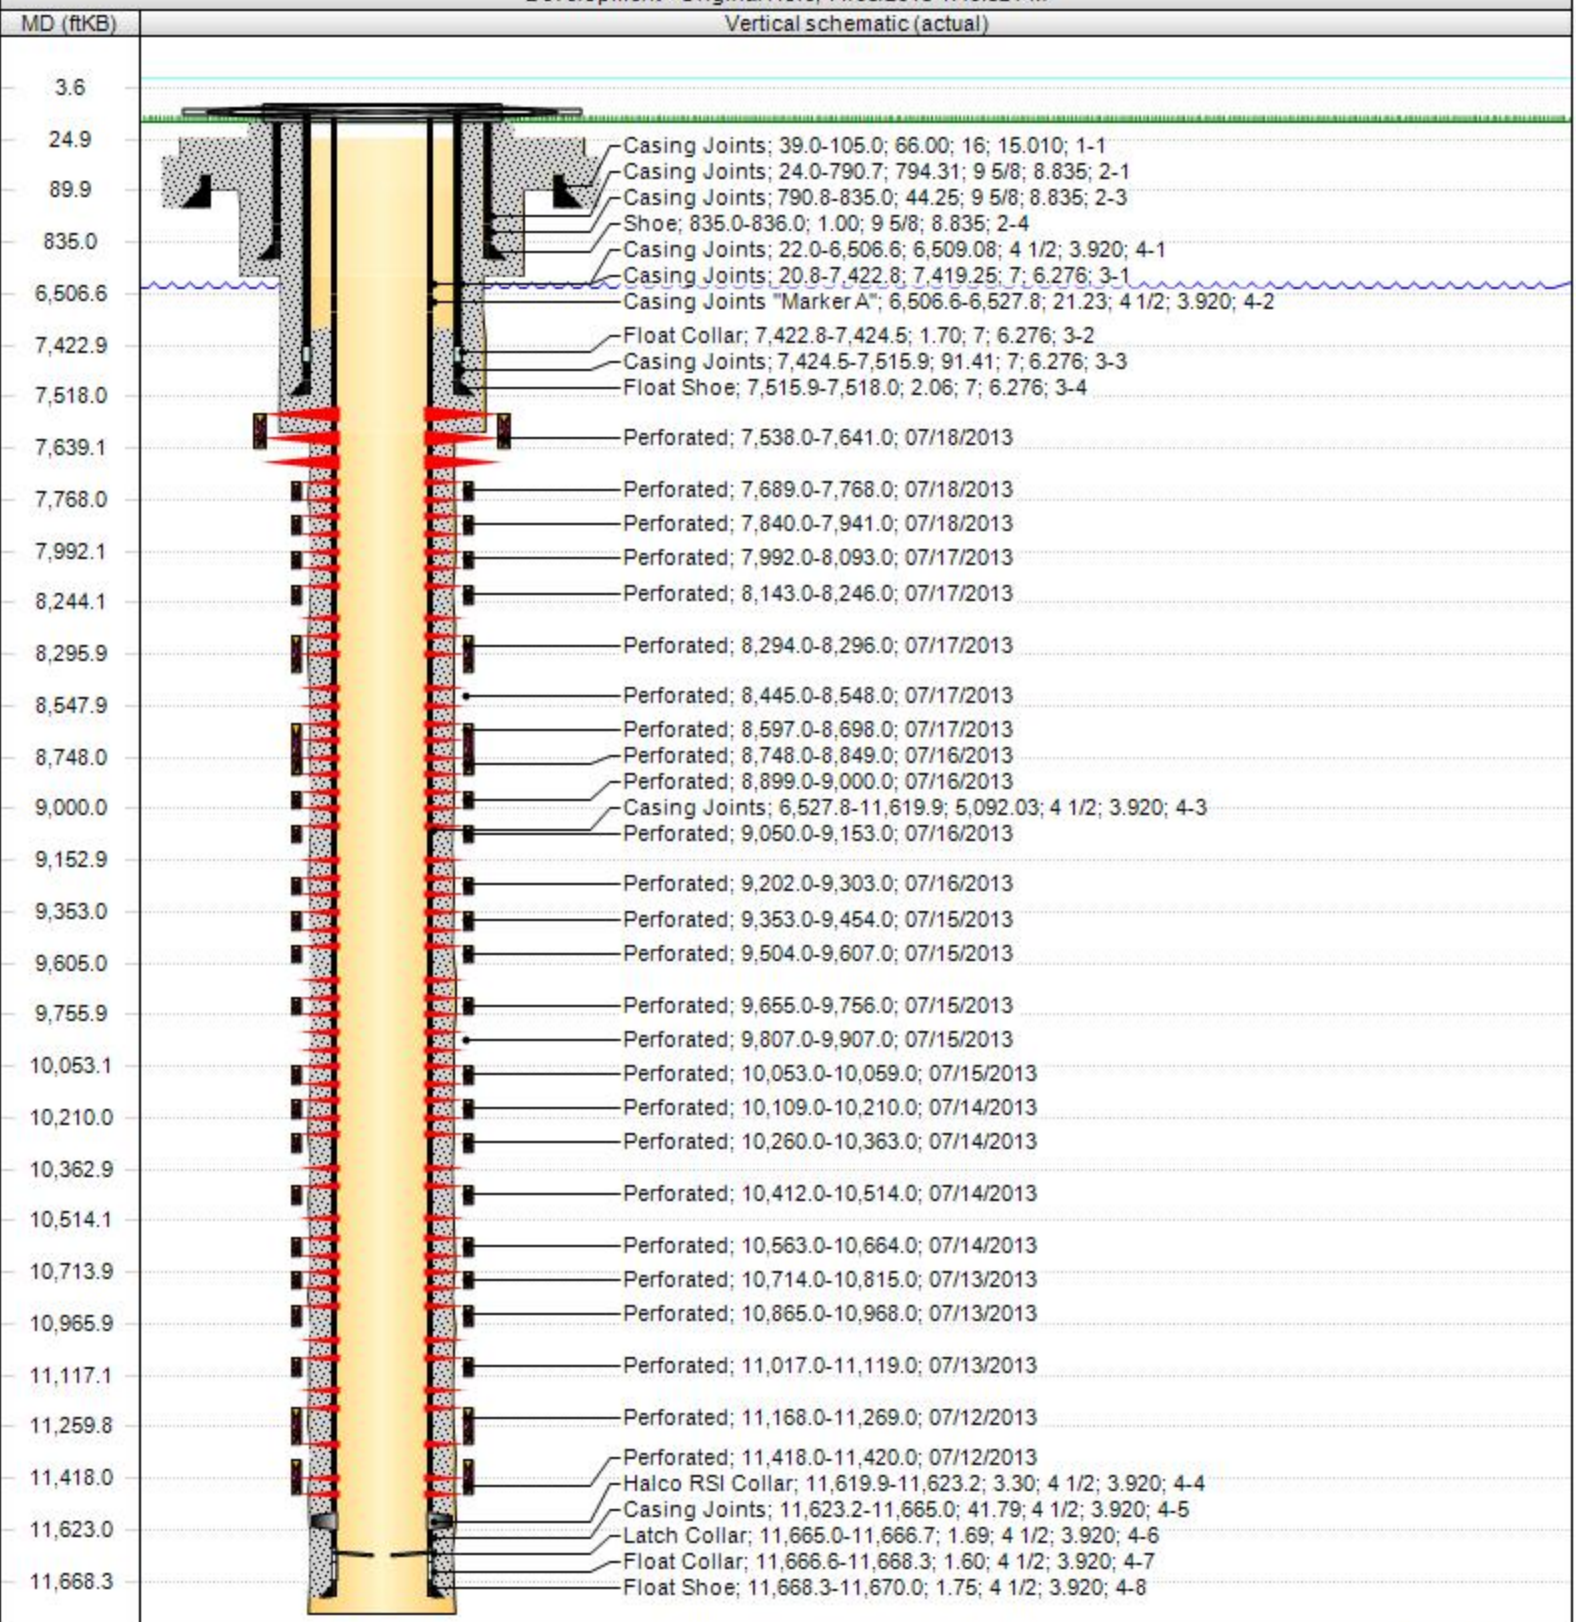 MD (ftKB)
Vertical schematic (actual)
3.6
24.9
89.9
835.0
6,506.6
7,422.9
7,518.0
7,639.1
7,768.0
7,992.1
8,244.1
8,295.9
8,547.9
8,748.0
9,000.0
9,152.9
9,353.0
9,605.0
9,755.9
10,053.1
10,210.0
10,362.9
10,514.1
10,713.9
10,965.9
11,117.1
11,259.8
11,418.0
11,623.0
11,668.3
Casing Joints; 39.0-105.0; 66.00; 16; 15.010; 1-1
Casing Joints; 24.0-790.7; 794.31; 9 5/8; 8.835; 2-1
Casing Joints; 790.8-835.0; 44.25; 9 5/8; 8.835; 2-3
Shoe; 835.0-836.0; 1.00; 9 5/8; 8.835; 2-4
Casing Joints; 22.0-6,506.6; 6,509.08; 4 1/2; 3.920; 4-1
Casing Joints; 20.8-7,422.8; 7,419.25; 7; 6.276; 3-1
Casing Joints "Marker A"; 6,506.6-6,527.8; 21.23; 4 1/2; 3.920; 4-2
Float Collar; 7,422.8-7,424.5; 1.70; 7; 6.276; 3-2
Casing Joints; 7,424.5-7,515.9; 91.41; 7; 6.276; 3-3
Float Shoe; 7,515.9-7,518.0; 2.06; 7; 6.276; 3-4
Perforated; 7,538.0-7,641.0; 07/18/2013
Perforated; 7,689.0-7,768.0; 07/18/2013
Perforated; 7,840.0-7,941.0; 07/18/2013
Perforated; 7,992.0-8,093.0; 07/17/2013
Perforated; 8,143.0-8,246.0; 07/17/2013
Perforated; 8,294.0-8,296.0; 07/17/2013
Perforated; 8,445.0-8,548.0; 07/17/2013
Perforated; 8,597.0-8,698.0; 07/17/2013
Perforated; 8,748.0-8,849.0; 07/16/2013
Perforated; 8,899.0-9,000.0; 07/16/2013
Casing Joints; 6,527.8-11,619.9; 5,092.03; 4 1/2; 3.920; 4-3
Perforated; 9,050.0-9,153.0; 07/16/2013
Perforated; 9,202.0-9,303.0; 07/16/2013
Perforated; 9,353.0-9,454.0; 07/15/2013
Perforated; 9,504.0-9,607.0; 07/15/2013
Perforated; 9,655.0-9,756.0; 07/15/2013
Perforated; 9,807.0-9,907.0; 07/15/2013
Perforated; 10,053.0-10,059.0; 07/15/2013
Perforated; 10,109.0-10,210.0; 07/14/2013
Perforated; 10,260.0-10,363.0; 07/14/2013
Perforated; 10,412.0-10,514.0; 07/14/2013
Perforated; 10,563.0-10,664.0; 07/14/2013
Perforated; 10,714.0-10,815.0; 07/13/2013
Perforated; 10,865.0-10,968.0; 07/13/2013
Perforated; 11,017.0-11,119.0; 07/13/2013
Perforated; 11,168.0-11,269.0; 07/12/2013
Perforated; 11,418.0-11,420.0; 07/12/2013
Halco RSI Collar; 11,619.9-11,623.2; 3.30; 4 1/2; 3.920; 4-4
Casing Joints; 11,623.2-11,665.0; 41.79; 4 1/2; 3.920; 4-5
Latch Collar; 11,665.0-11,666.7; 1.69; 4 1/2; 3.920; 4-6
Float Collar; 11,666.6-11,668.3; 1.60; 4 1/2; 3.920; 4-7
Float Shoe; 11,668.3-11,670.0; 1.75; 4 1/2; 3.920; 4-8